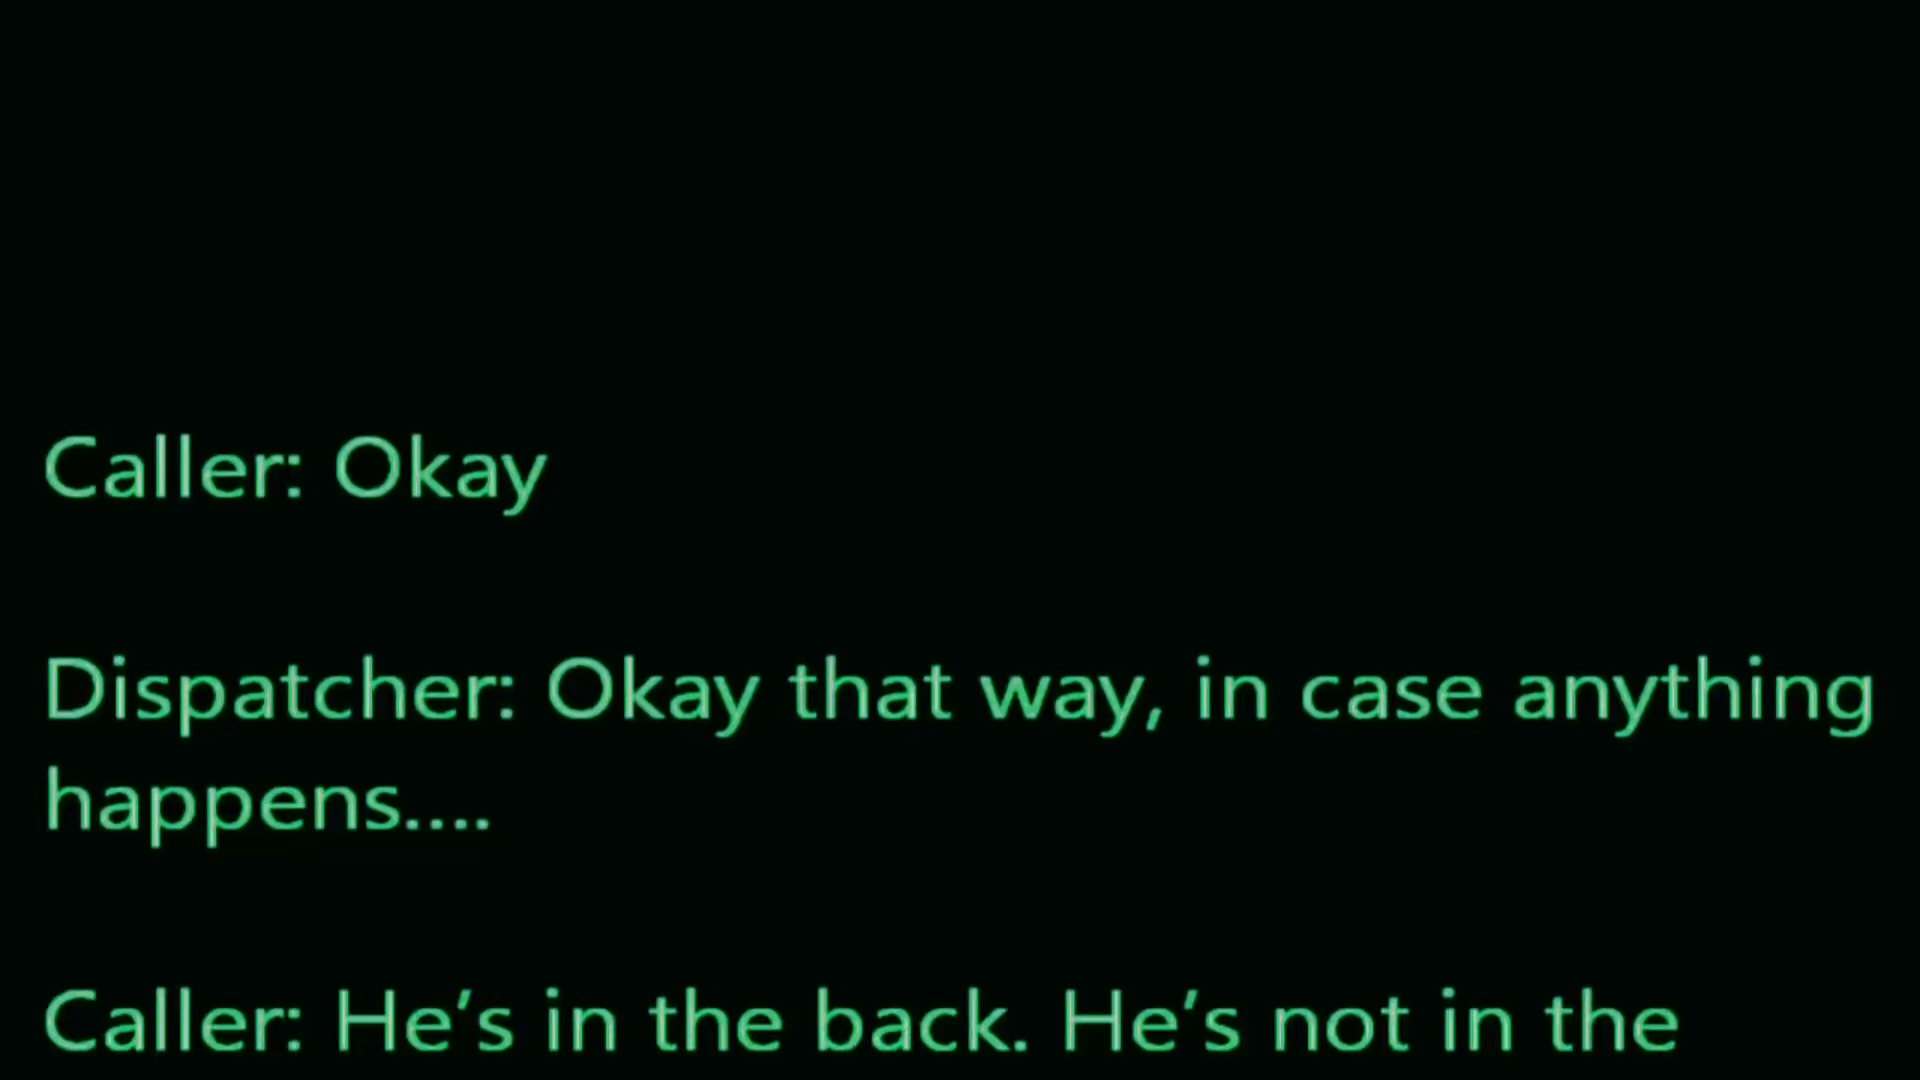 Caller: Okay
Dispatcher: Okay that way, in case anything
happens....
Caller: He’s in the back. He’s not in the